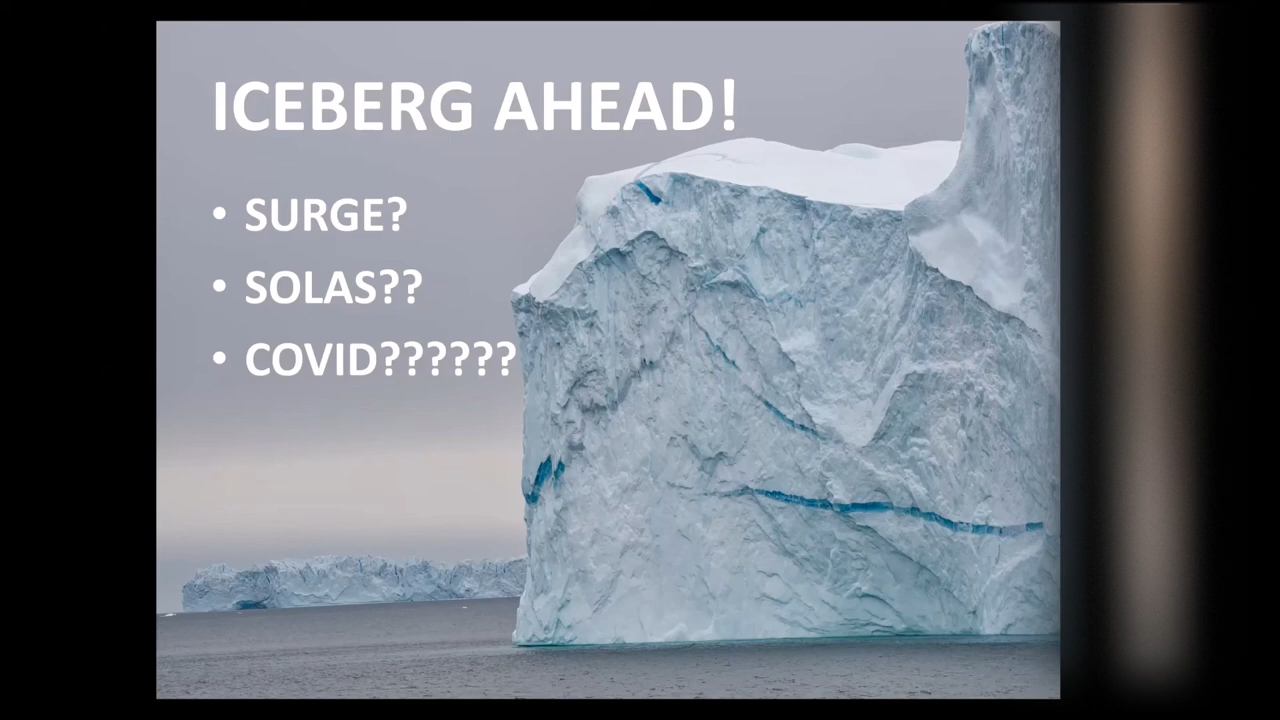 ICEBERG AHEAD!
• SURGE?
• SOLAS??
• COVID??????